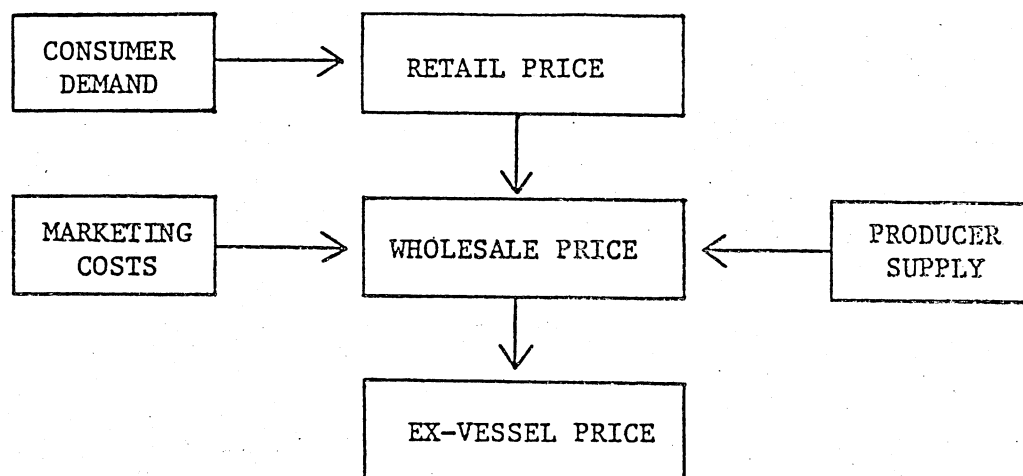 CONSUMER
DEMAND
RETAIL PRICE
MARKETING
COSTS
WHOLESALE PRICE
PRODUCER
SUPPLY
EX-VESSEL PRICE